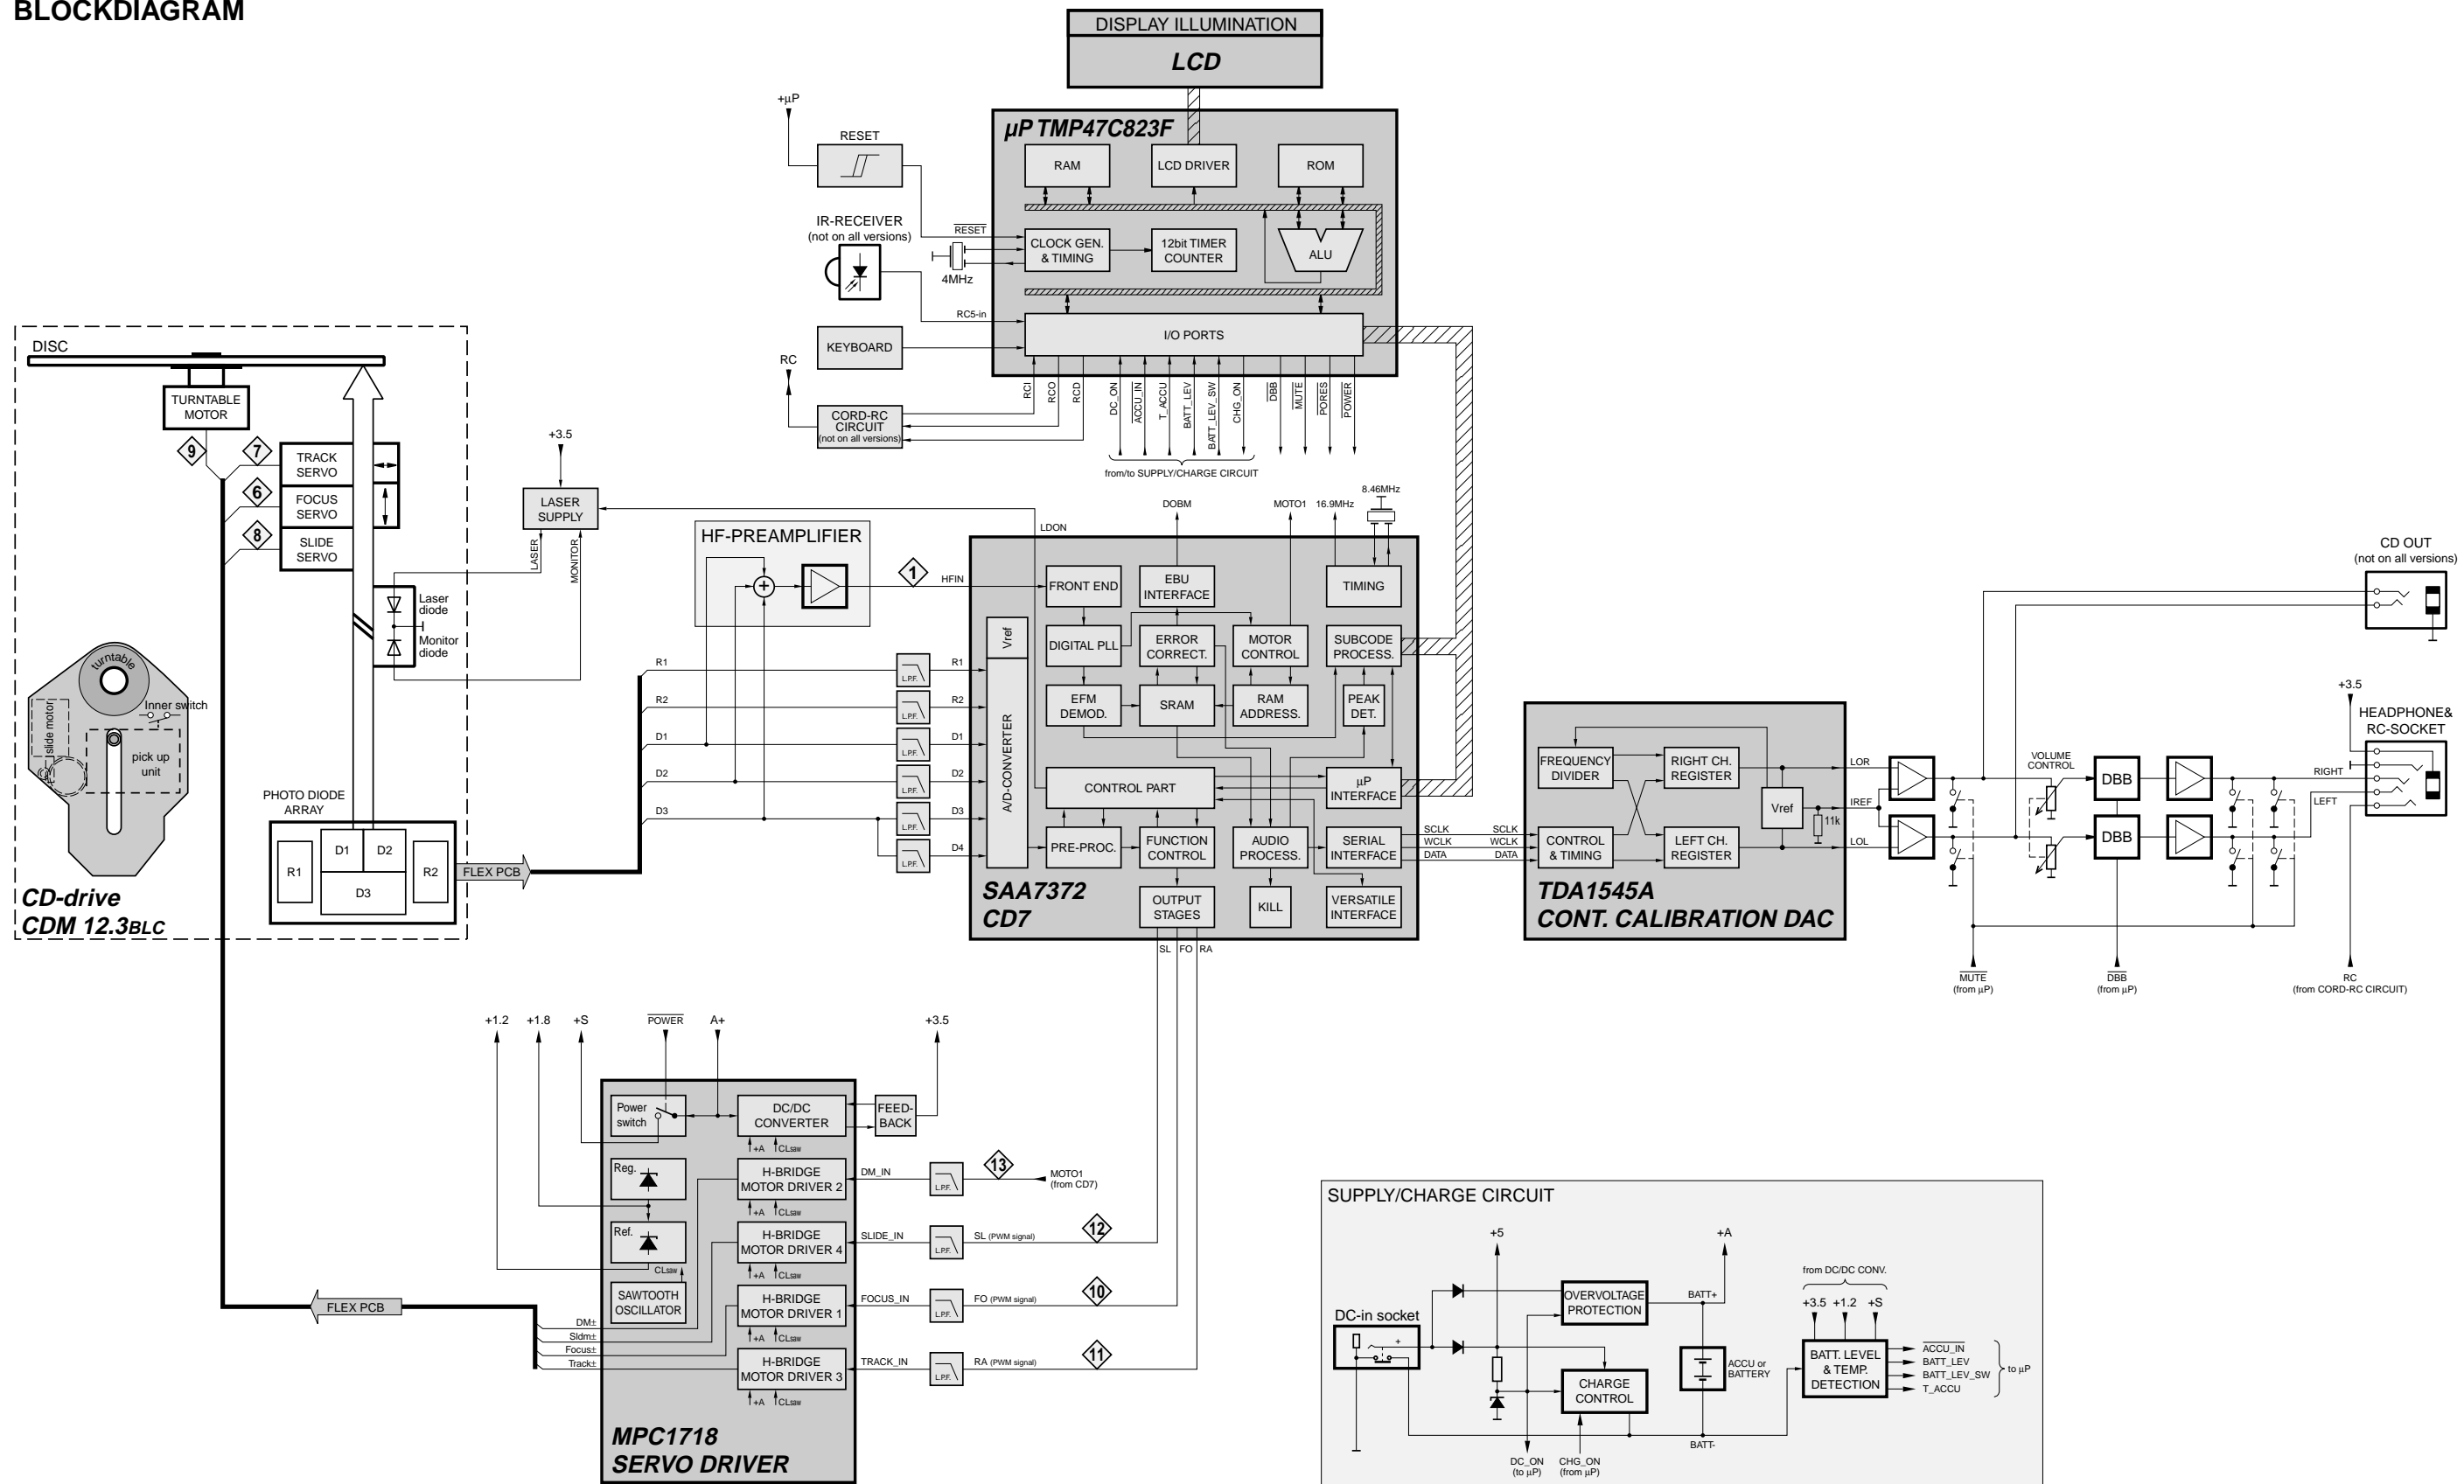 BLOCKDIAGRAM
DISPLAY ILLUMINATION
LCD
+µP
RESET
µP TMP47C823F
RAM
LCD DRIVER
ROM
IR-RECEIVER
(not on all versions)
RESET
4MHz
CLOCK GEN.
& TIMING
12bit TIMER
COUNTER
ALU
RC5-in
I/O PORTS
KEYBOARD
RC
CORD-RC
CIRCUIT
(not on all versions)
RCI
RCO
RCD
DC_ON
ACCU_IN
T_ACCU
BATT_LEV
BATT_LEV_SW
CHG_ON
DBB
MUTE
PORES
POWER
from/to SUPPLY/CHARGE CIRCUIT
DISC
TURNTABLE
MOTOR
9
7
TRACK
SERVO
6
FOCUS
SERVO
8
SLIDE
SERVO
Laser
diode
Monitor
diode
turntable
Inner switch
slide motor
pick up
unit
PHOTO DIODE
ARRAY
R1
D1
D2
D3
R2
FLEX PCB
CD-drive
CDM 12.3BLC
+3.5
LASER
SUPPLY
LASER
MONITOR
HF-PREAMPLIFIER
+
1
HFIN
LDON
DOBM
MOTO1
16.9MHz
8.46MHz
R1
L.P.F.
R1
R2
L.P.F.
R2
D1
L.P.F.
D1
D2
L.P.F.
D2
D3
L.P.F.
D3
L.P.F.
D4
Vref
A/D-CONVERTER
FRONT END
EBU
INTERFACE
TIMING
DIGITAL PLL
ERROR
CORRECT.
MOTOR
CONTROL
SUBCODE
PROCESS.
EFM
DEMOD.
SRAM
RAM
ADDRESS.
PEAK
DET.
CONTROL PART
µP
INTERFACE
PRE-PROC.
FUNCTION
CONTROL
AUDIO
PROCESS.
SERIAL
INTERFACE
OUTPUT
STAGES
KILL
VERSATILE
INTERFACE
SAA7372
CD7
SL
FO
RA
SCLK
SCLK
WCLK
WCLK
DATA
DATA
FREQUENCY
DIVIDER
RIGHT CH.
REGISTER
Vref
CONTROL
& TIMING
LEFT CH.
REGISTER
11k
TDA1545A
CONT. CALIBRATION DAC
LOR
IREF
LOL
VOLUME
CONTROL
DBB
DBB
CD OUT
(not on all versions)
+3.5
HEADPHONE&
RC-SOCKET
RIGHT
LEFT
MUTE
(from µP)
DBB
(from µP)
RC
(from CORD-RC CIRCUIT)
+1.2
+1.8
+S
POWER
A+
+3.5
Power
switch
DC/DC
CONVERTER
FEED-
BACK
+A
CLsaw
Reg.
H-BRIDGE
MOTOR DRIVER 2
DM_IN
L.P.F.
13
MOTO1
(from CD7)
+A
CLsaw
Ref.
H-BRIDGE
MOTOR DRIVER 4
SLIDE_IN
L.P.F.
SL (PWM signal)
12
CLsaw
+A
CLsaw
SAWTOOTH
OSCILLATOR
H-BRIDGE
MOTOR DRIVER 1
FOCUS_IN
L.P.F.
FO (PWM signal)
10
+A
CLsaw
H-BRIDGE
MOTOR DRIVER 3
TRACK_IN
L.P.F.
RA (PWM signal)
11
+A
CLsaw
FLEX PCB
DM±
Sldm±
Focus±
Track±
MPC1718
SERVO DRIVER
SUPPLY/CHARGE CIRCUIT
+5
+A
DC-in socket
+
OVERVOLTAGE
PROTECTION
BATT+
CHARGE
CONTROL
ACCU or
BATTERY
BATT-
DC_ON
(to µP)
CHG_ON
(from µP)
from DC/DC CONV.
+3.5
+1.2
+S
BATT. LEVEL
& TEMP.
DETECTION
ACCU_IN
BATT_LEV
BATT_LEV_SW
T_ACCU
to µP